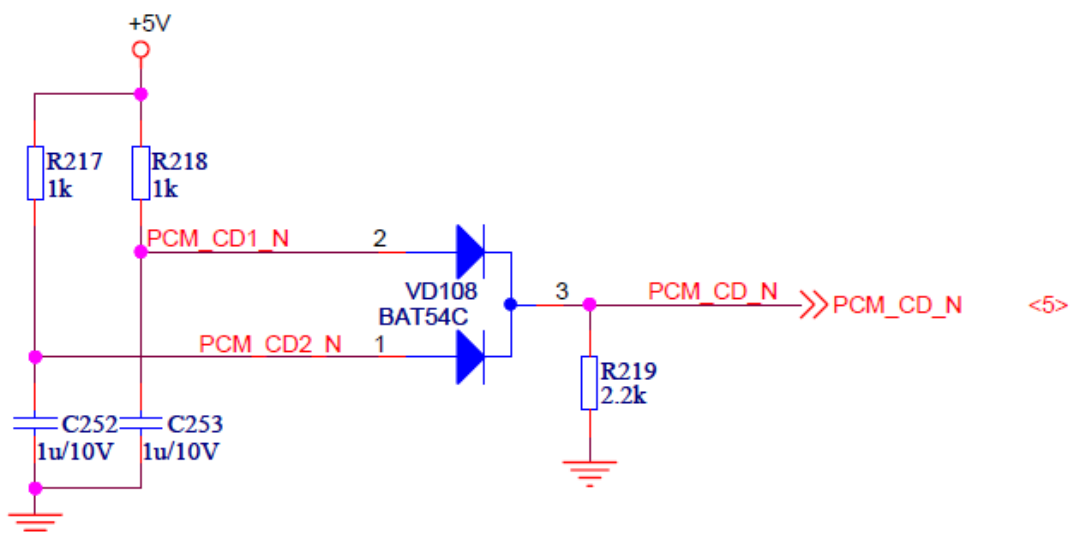 +5V
R217
1k
R218
1k
PCM_CD1_N
2
VD108
BAT54C
3
PCM_CD_N
PCM_CD_N
<5>
PCM_CD2_N
1
R219
2.2k
C252
1u/10V
C253
1u/10V